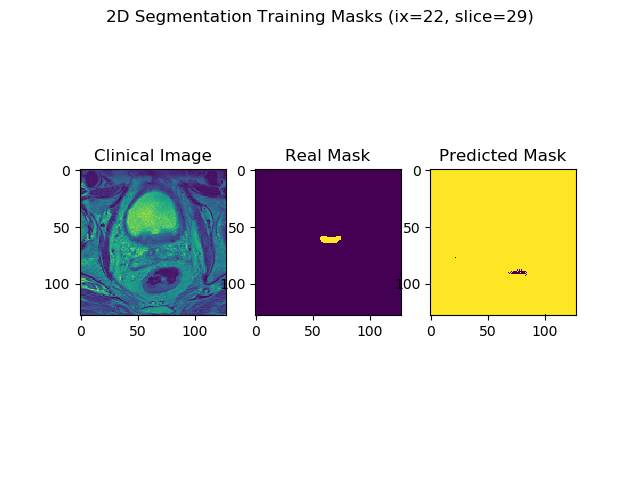 2D Segmentation Training Masks (ix=22, slice=29)
Clinical Image Real Mask Predicted Mask
0 0 0
50 50 50
100 100 100
0 50 100 0 50 100 0 50 100